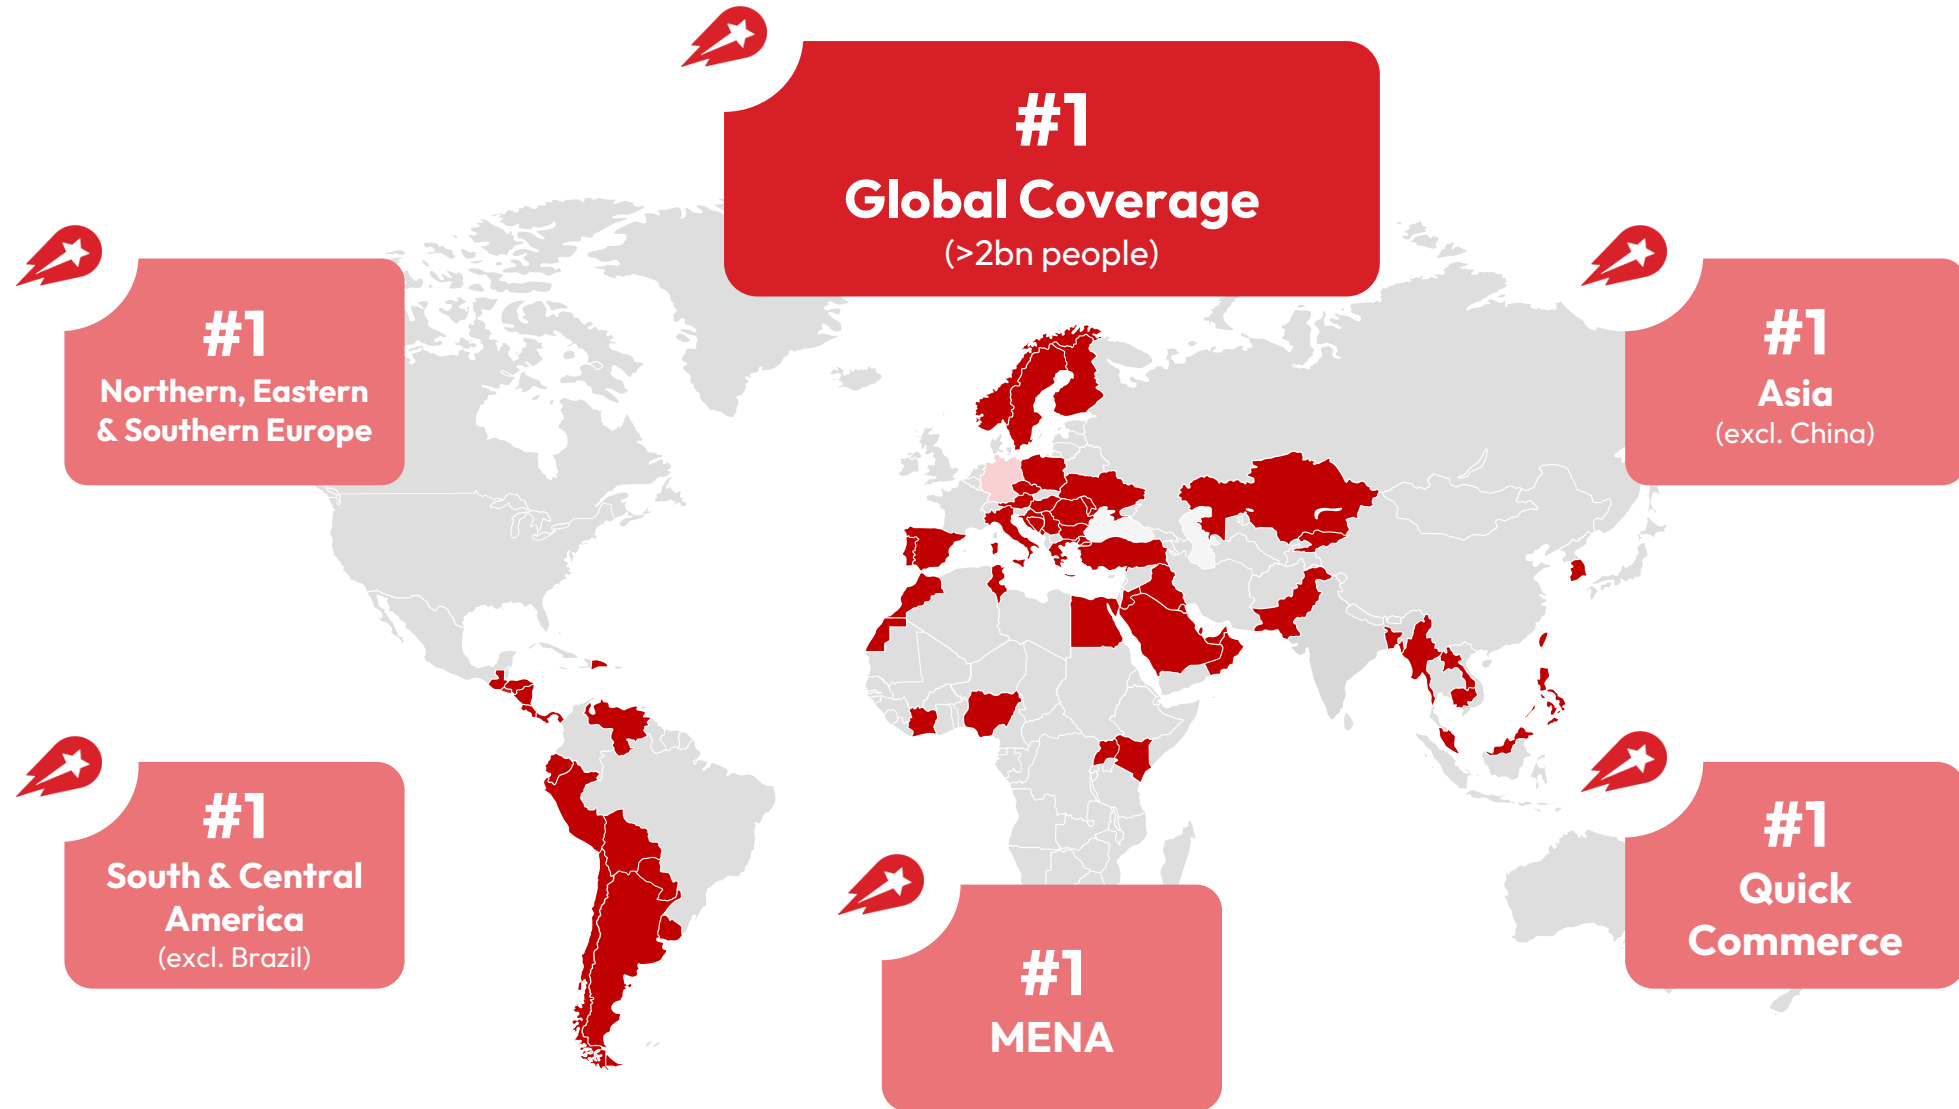 #1
Global Coverage
(>2bn people)
#1
Northern, Eastern
& Southern Europe
#1
Asia
(excl. China)
#1
South & Central
America
(excl. Brazil)
#1
MENA
#1
Quick
Commerce